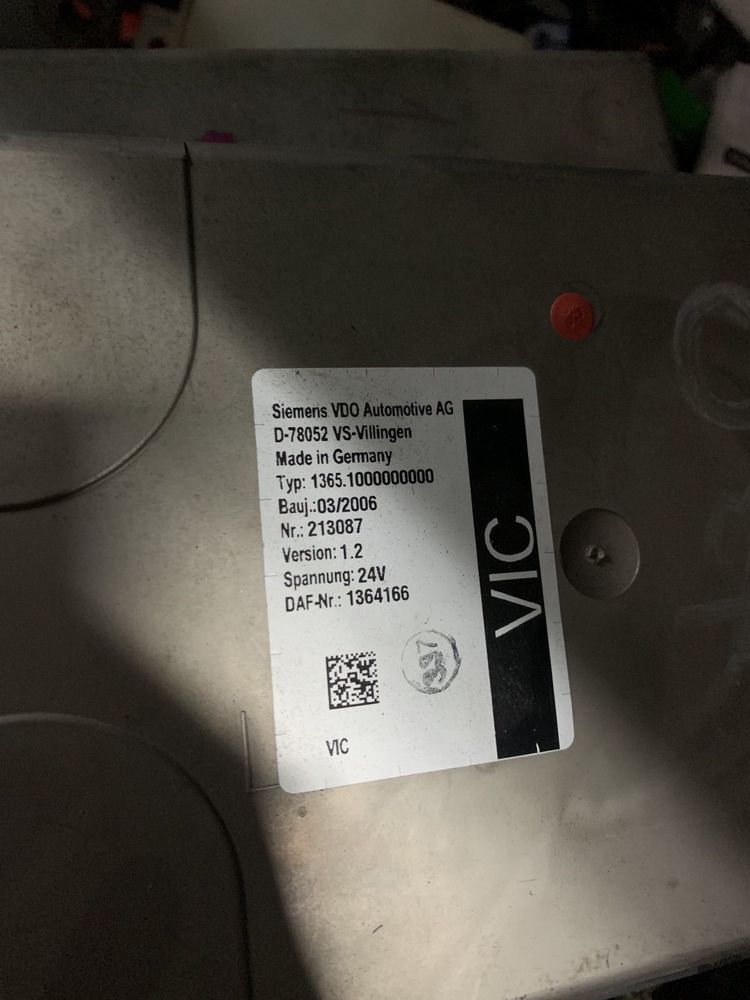 Siemens VDO Automotive AG
D-78052 VS-Villingen
Made in Germany
Typ: 1365.1000000000
Bauj.:03/2006
Nr.: 213087
Version: 1.2
Spannung: 24V
DAF-Nr.: 1364166
VIC
VIC